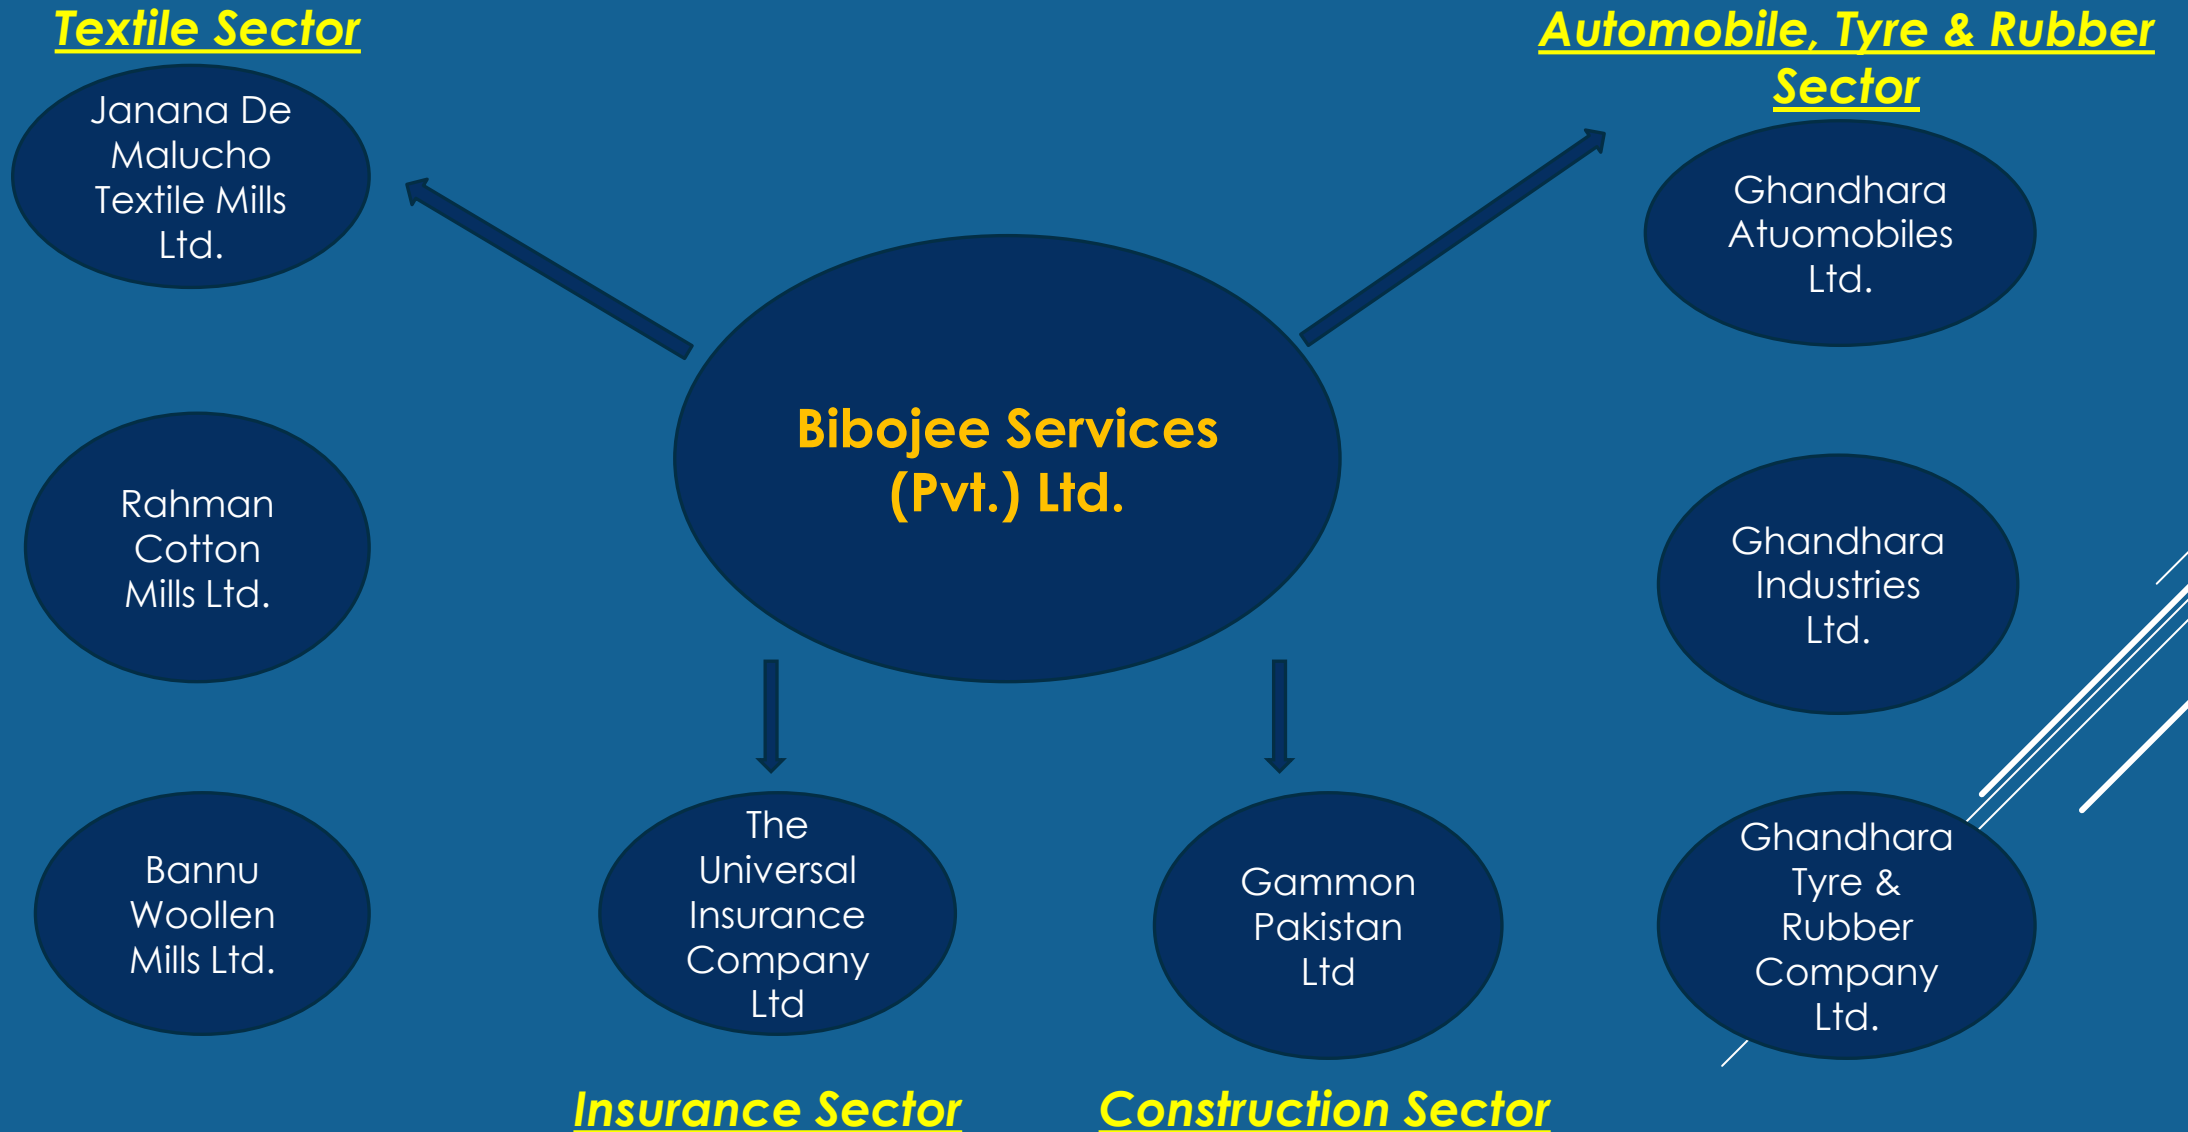 Textile Sector
Janana De
Malucho
Textile Mills
Ltd.
Rahman
Cotton
Mills Ltd.
Bannu
Woollen
Mills Ltd.
Bibojee Services
(Pvt.) Ltd.
The
Universal
Insurance
Company
Ltd
Insurance Sector
Gammon
Pakistan
Ltd
Construction Sector
Automobile, Tyre & Rubber
Sector
Ghandhara
Atuomobiles
Ltd.
Ghandhara
Industries
Ltd.
Ghandhara
Tyre &
Rubber
Company
Ltd.